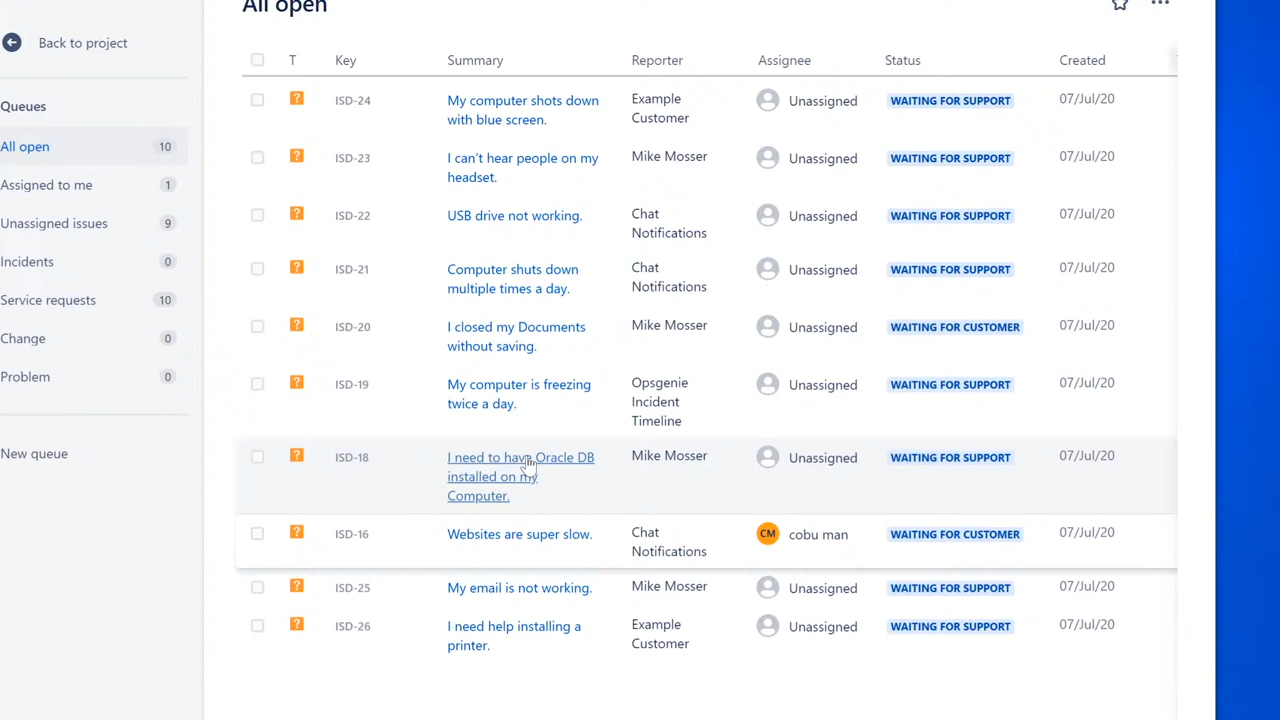 All open
Back to project
Queues
All open 10
Assigned to me 1
Unassigned issues 9
Incidents 0
Service requests 10
Change 0
Problem 0
New queue
T Key Summary Reporter Assignee Status Created
? ISD-24 My computer shots down Example Unassigned WAITING FOR SUPPORT 07/Jul/20
with blue screen. Customer
? ISD-23 I can't hear people on my Mike Mosser Unassigned WAITING FOR SUPPORT 07/Jul/20
headset.
? ISD-22 USB drive not working. Chat Unassigned WAITING FOR SUPPORT 07/Jul/20
Notifications
? ISD-21 Computer shuts down Chat Unassigned WAITING FOR SUPPORT 07/Jul/20
multiple times a day. Notifications
? ISD-20 I closed my Documents Mike Mosser Unassigned WAITING FOR CUSTOMER 07/Jul/20
without saving.
? ISD-19 My computer is freezing Opsgenie Unassigned WAITING FOR SUPPORT 07/Jul/20
twice a day. Incident
Timeline
? ISD-18 I need to have Oracle DB Mike Mosser Unassigned WAITING FOR SUPPORT 07/Jul/20
installed on my
Computer.
? ISD-16 Websites are super slow. Chat CM cobu man WAITING FOR CUSTOMER 07/Jul/20
Notifications
? ISD-25 My email is not working. Mike Mosser Unassigned WAITING FOR SUPPORT 07/Jul/20
? ISD-26 I need help installing a Example Unassigned WAITING FOR SUPPORT 07/Jul/20
printer. Customer